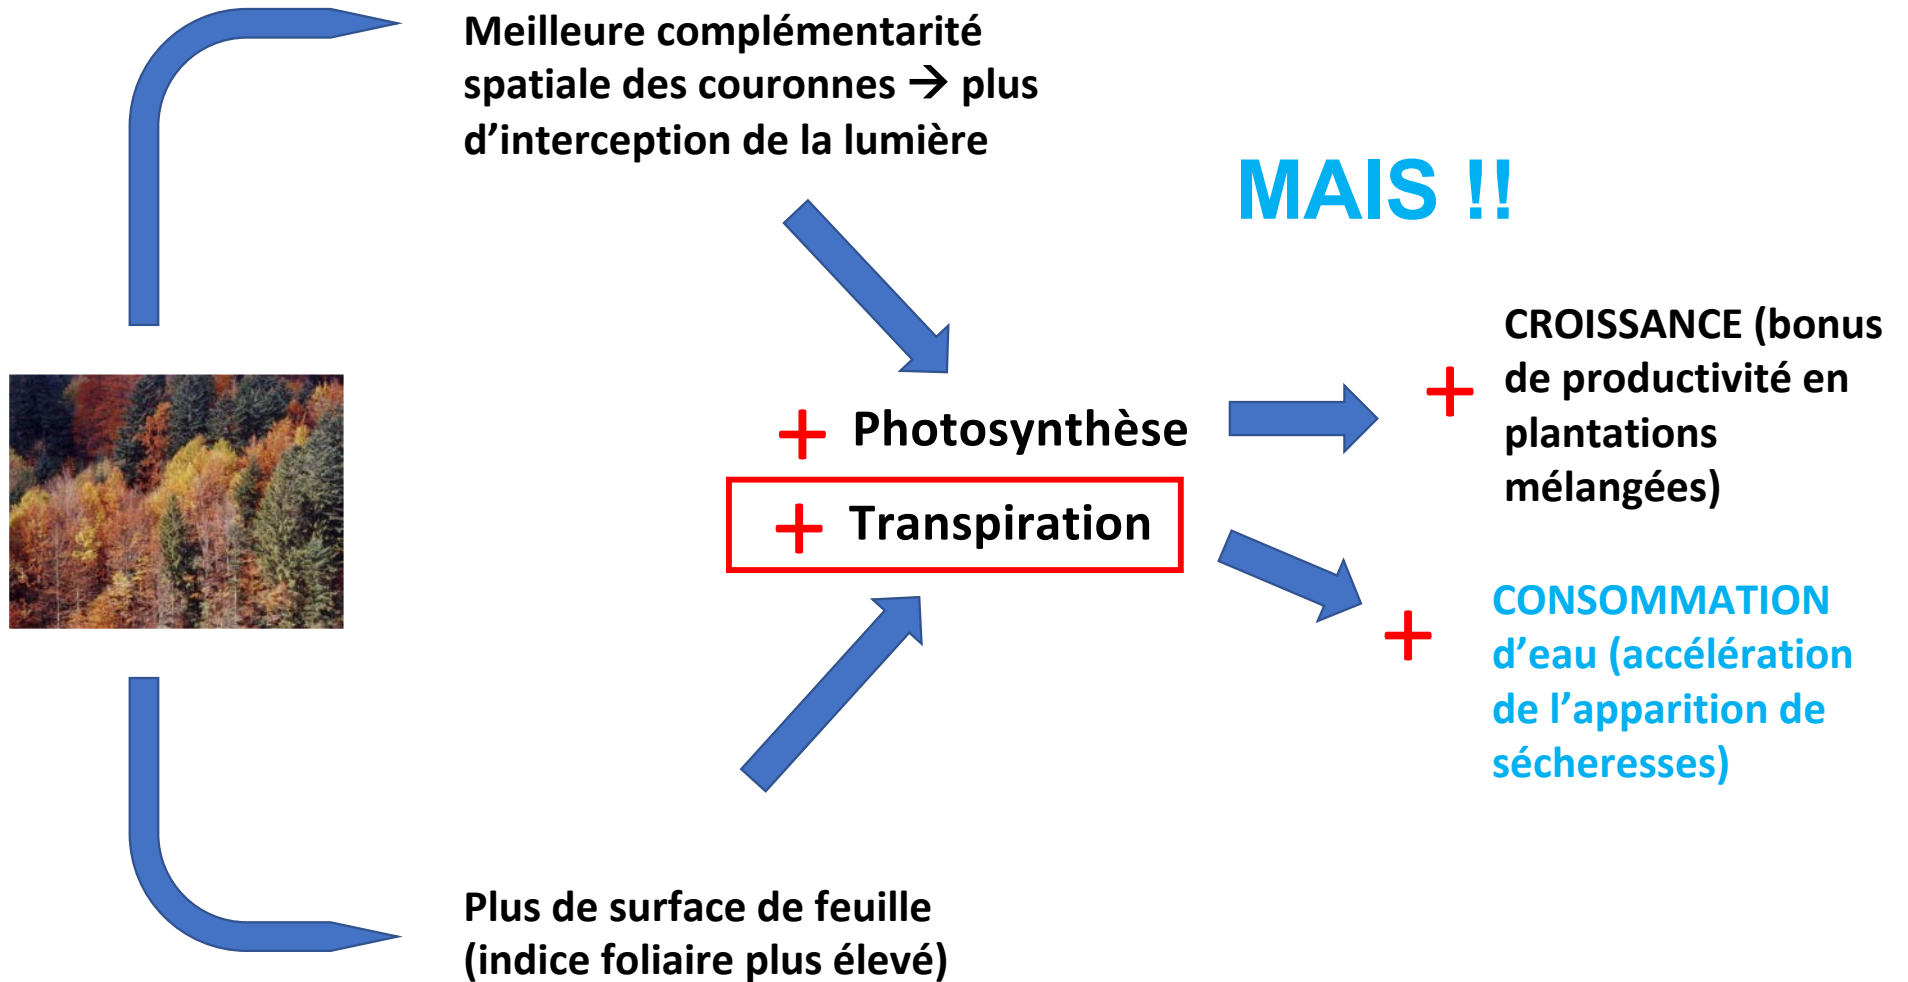 Meilleure complémentarité
spatiale des couronnes → plus
d’interception de la lumière
MAIS !!
+ Photosynthèse
+ Transpiration
+ CROISSANCE (bonus
de productivité en
plantations
mélangées)
+ CONSOMMATION
d’eau (accélération
de l’apparition de
sécheresses)
Plus de surface de feuille
(indice foliaire plus élevé)